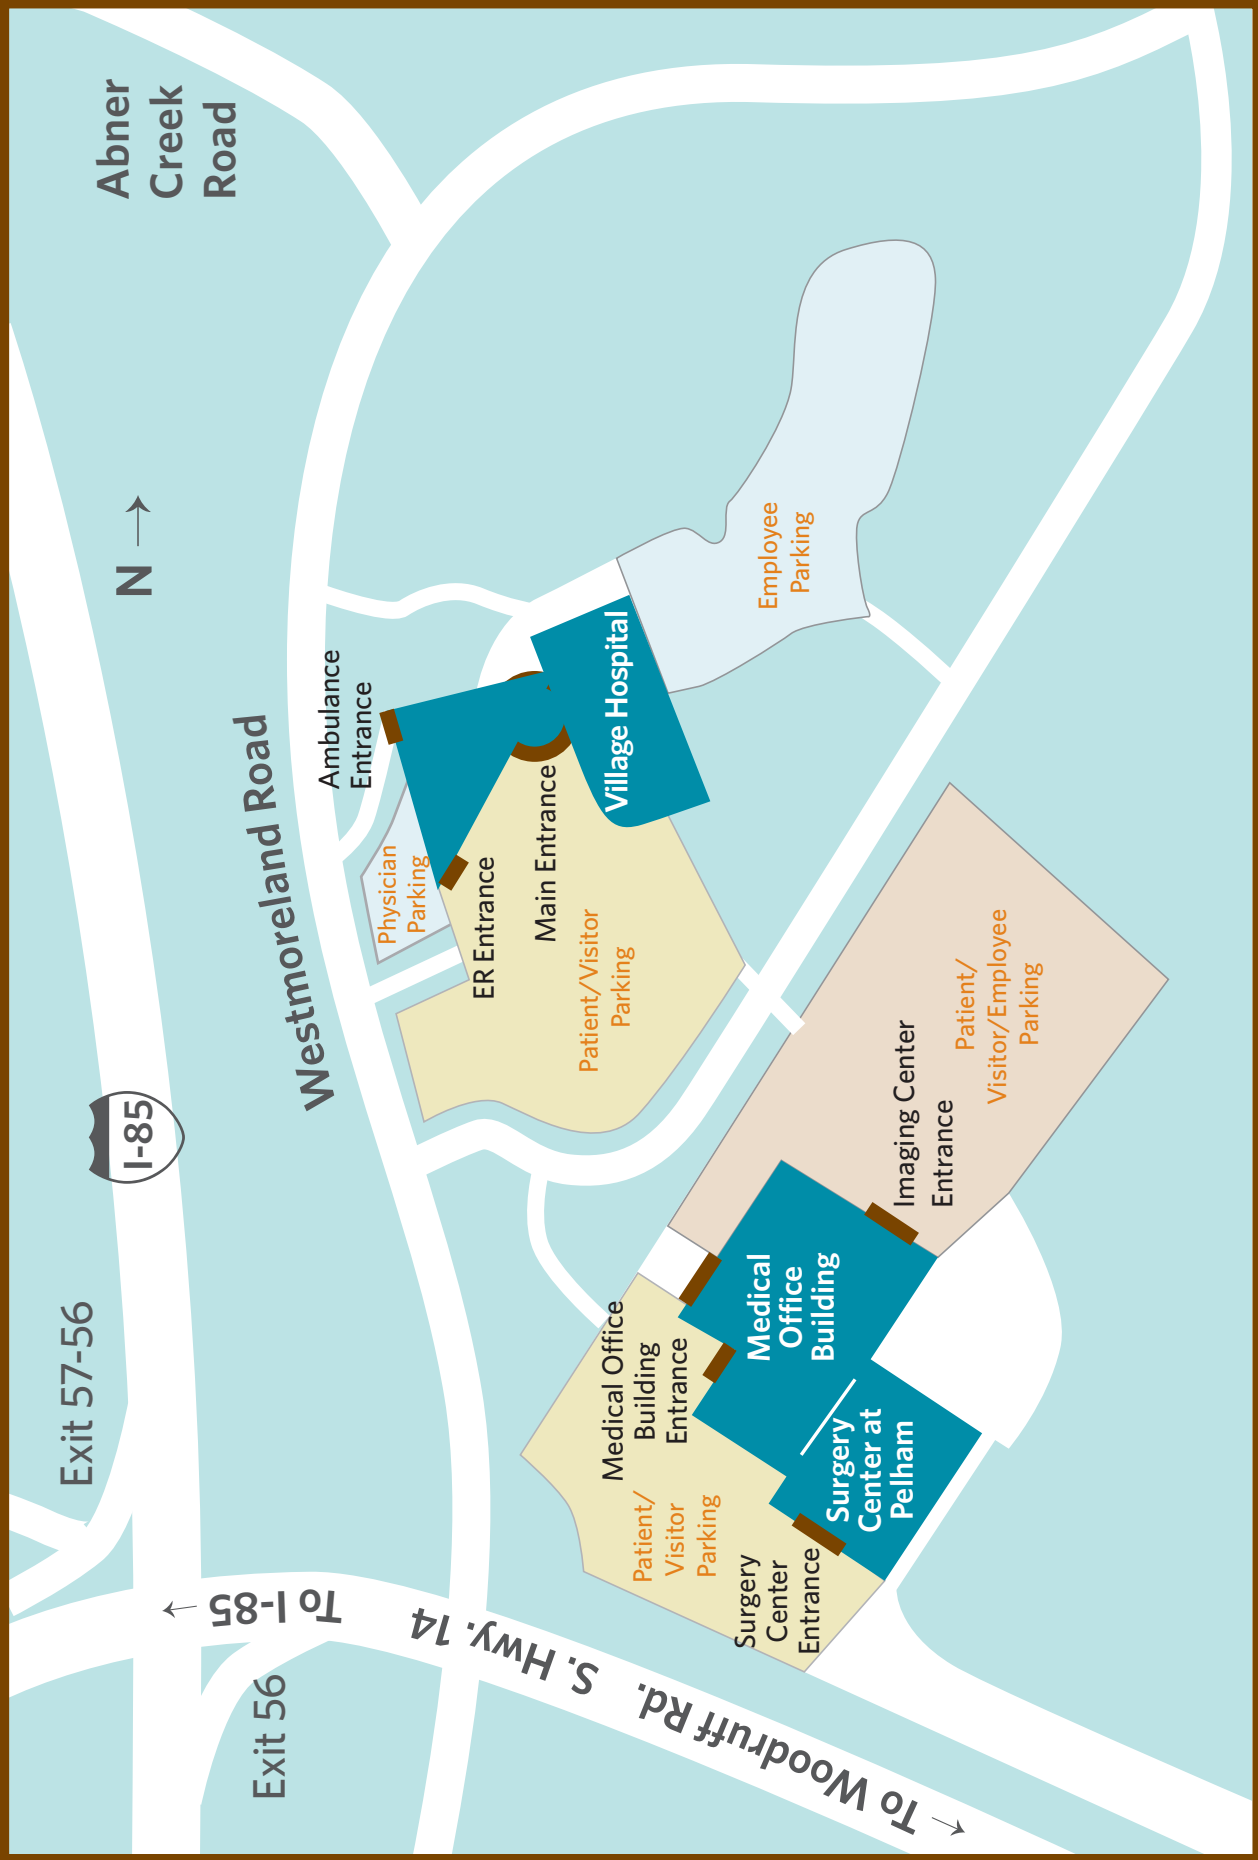 Abner
Creek
Road
N
I-85
Exit 57-56
Exit 56
To I-85
S. Hwy. 14
To Woodruff Rd.
Westmoreland Road
Ambulance
Entrance
Physician
Parking
ER Entrance
Main Entrance
Village Hospital
Patient/Visitor
Parking
Employee
Parking
Patient/
Visitor/Employee
Parking
Imaging Center
Entrance
Medical
Office
Building
Medical Office
Building
Entrance
Surgery
Center at
Pelham
Patient/
Visitor
Parking
Surgery
Center
Entrance